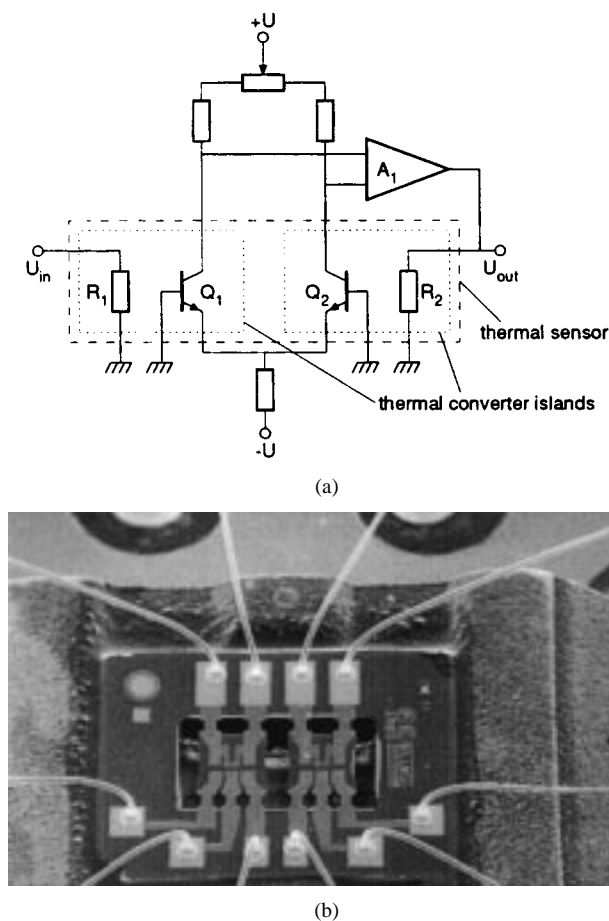 +U
A1
Uin
R1
Q1
Q2
R2
Uout
thermal sensor
thermal converter islands
-U
(a)
(b)